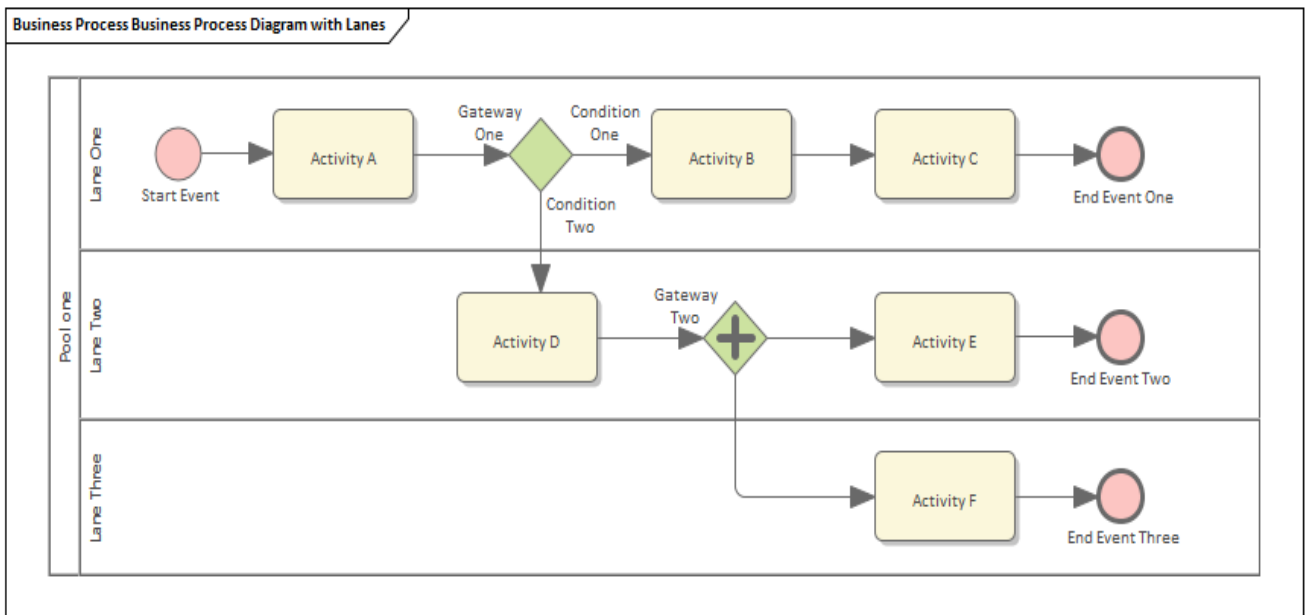 Business Process Business Process Diagram with Lanes
Pool one
Lane One
Start Event
Activity A
Gateway
One
Condition
One
Activity B
Activity C
End Event One
Condition
Two
Lane Two
Activity D
Gateway
Two
Activity E
End Event Two
Lane Three
Activity F
End Event Three